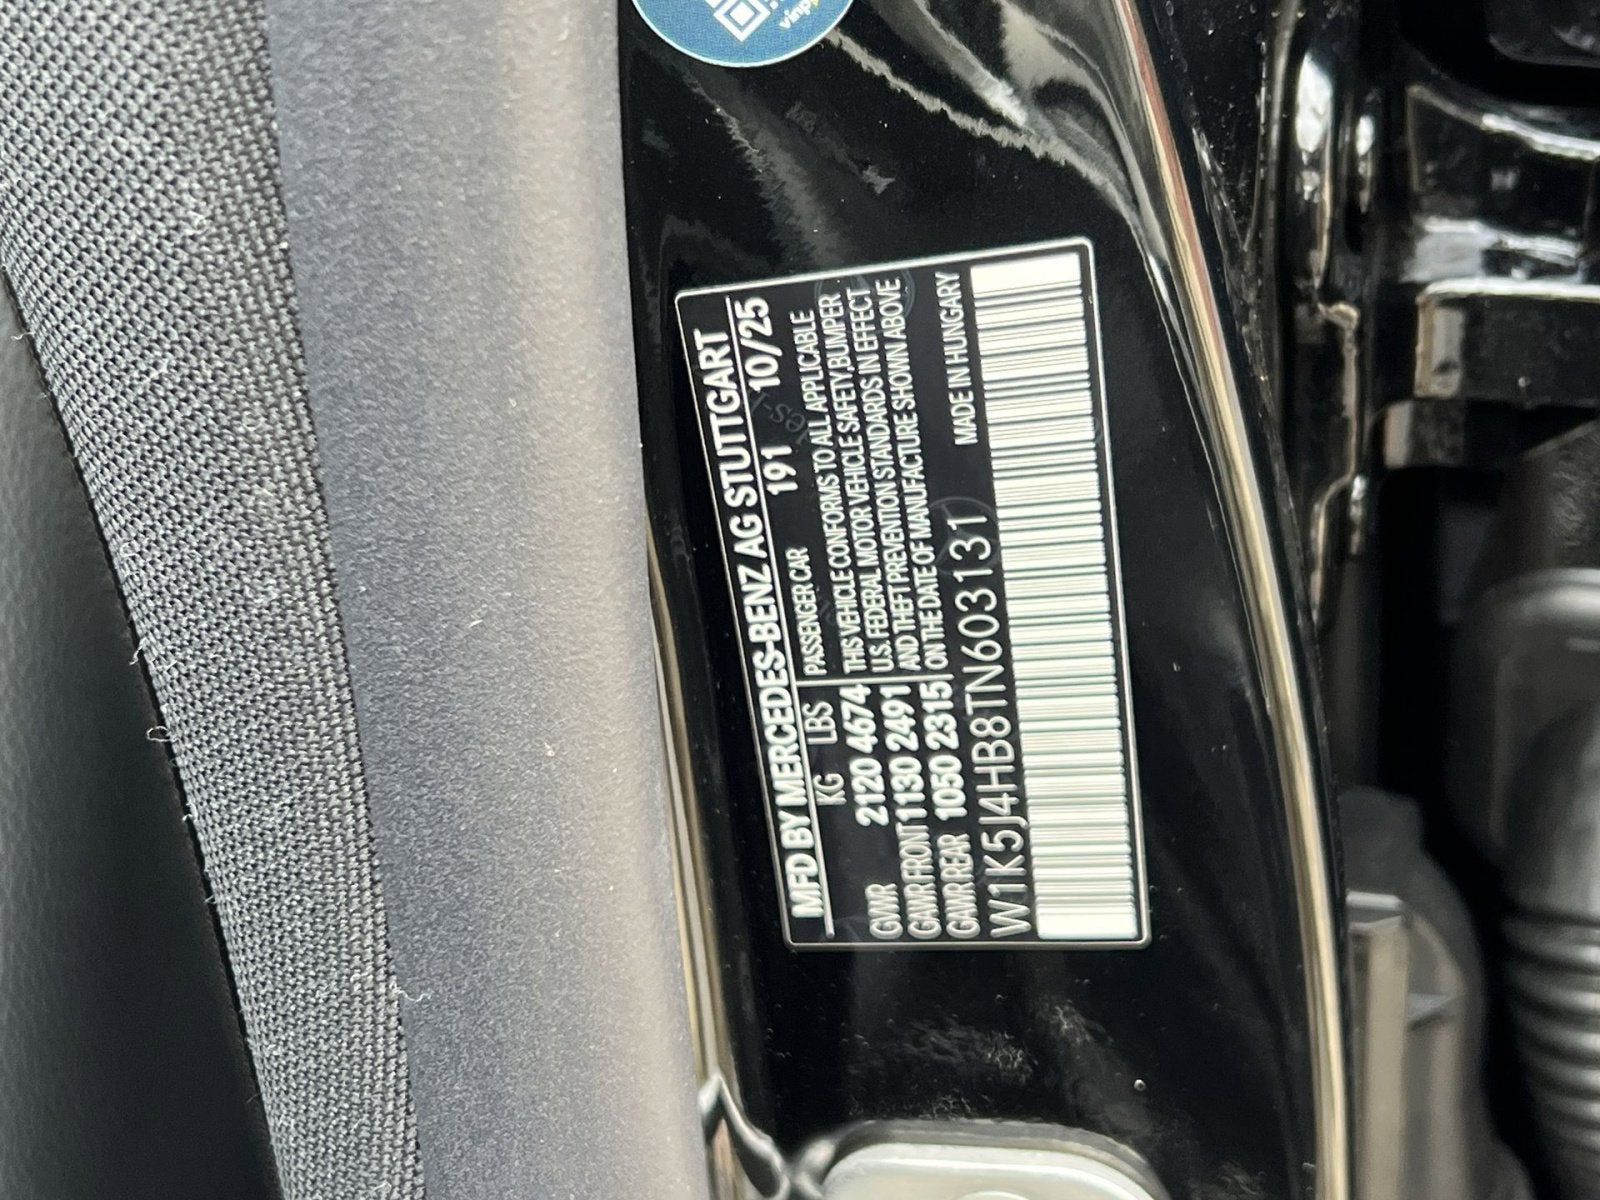 MFD BY MERCEDES-BENZ AG STUTTGART
KG LBS PASSENGER CAR 191 10/25
GVWR 2120 4674 THIS VEHICLE CONFORMS TO ALL APPLICABLE
GAWR FRONT 1130 2491 U.S. FEDERAL MOTOR VEHICLE SAFETY, BUMPER
GAWR REAR 1050 2315 AND THEFT PREVENTION STANDARDS IN EFFECT
ON THE DATE OF MANUFACTURE SHOWN ABOVE
W1K5J4HB8TN603131 MADE IN HUNGARY